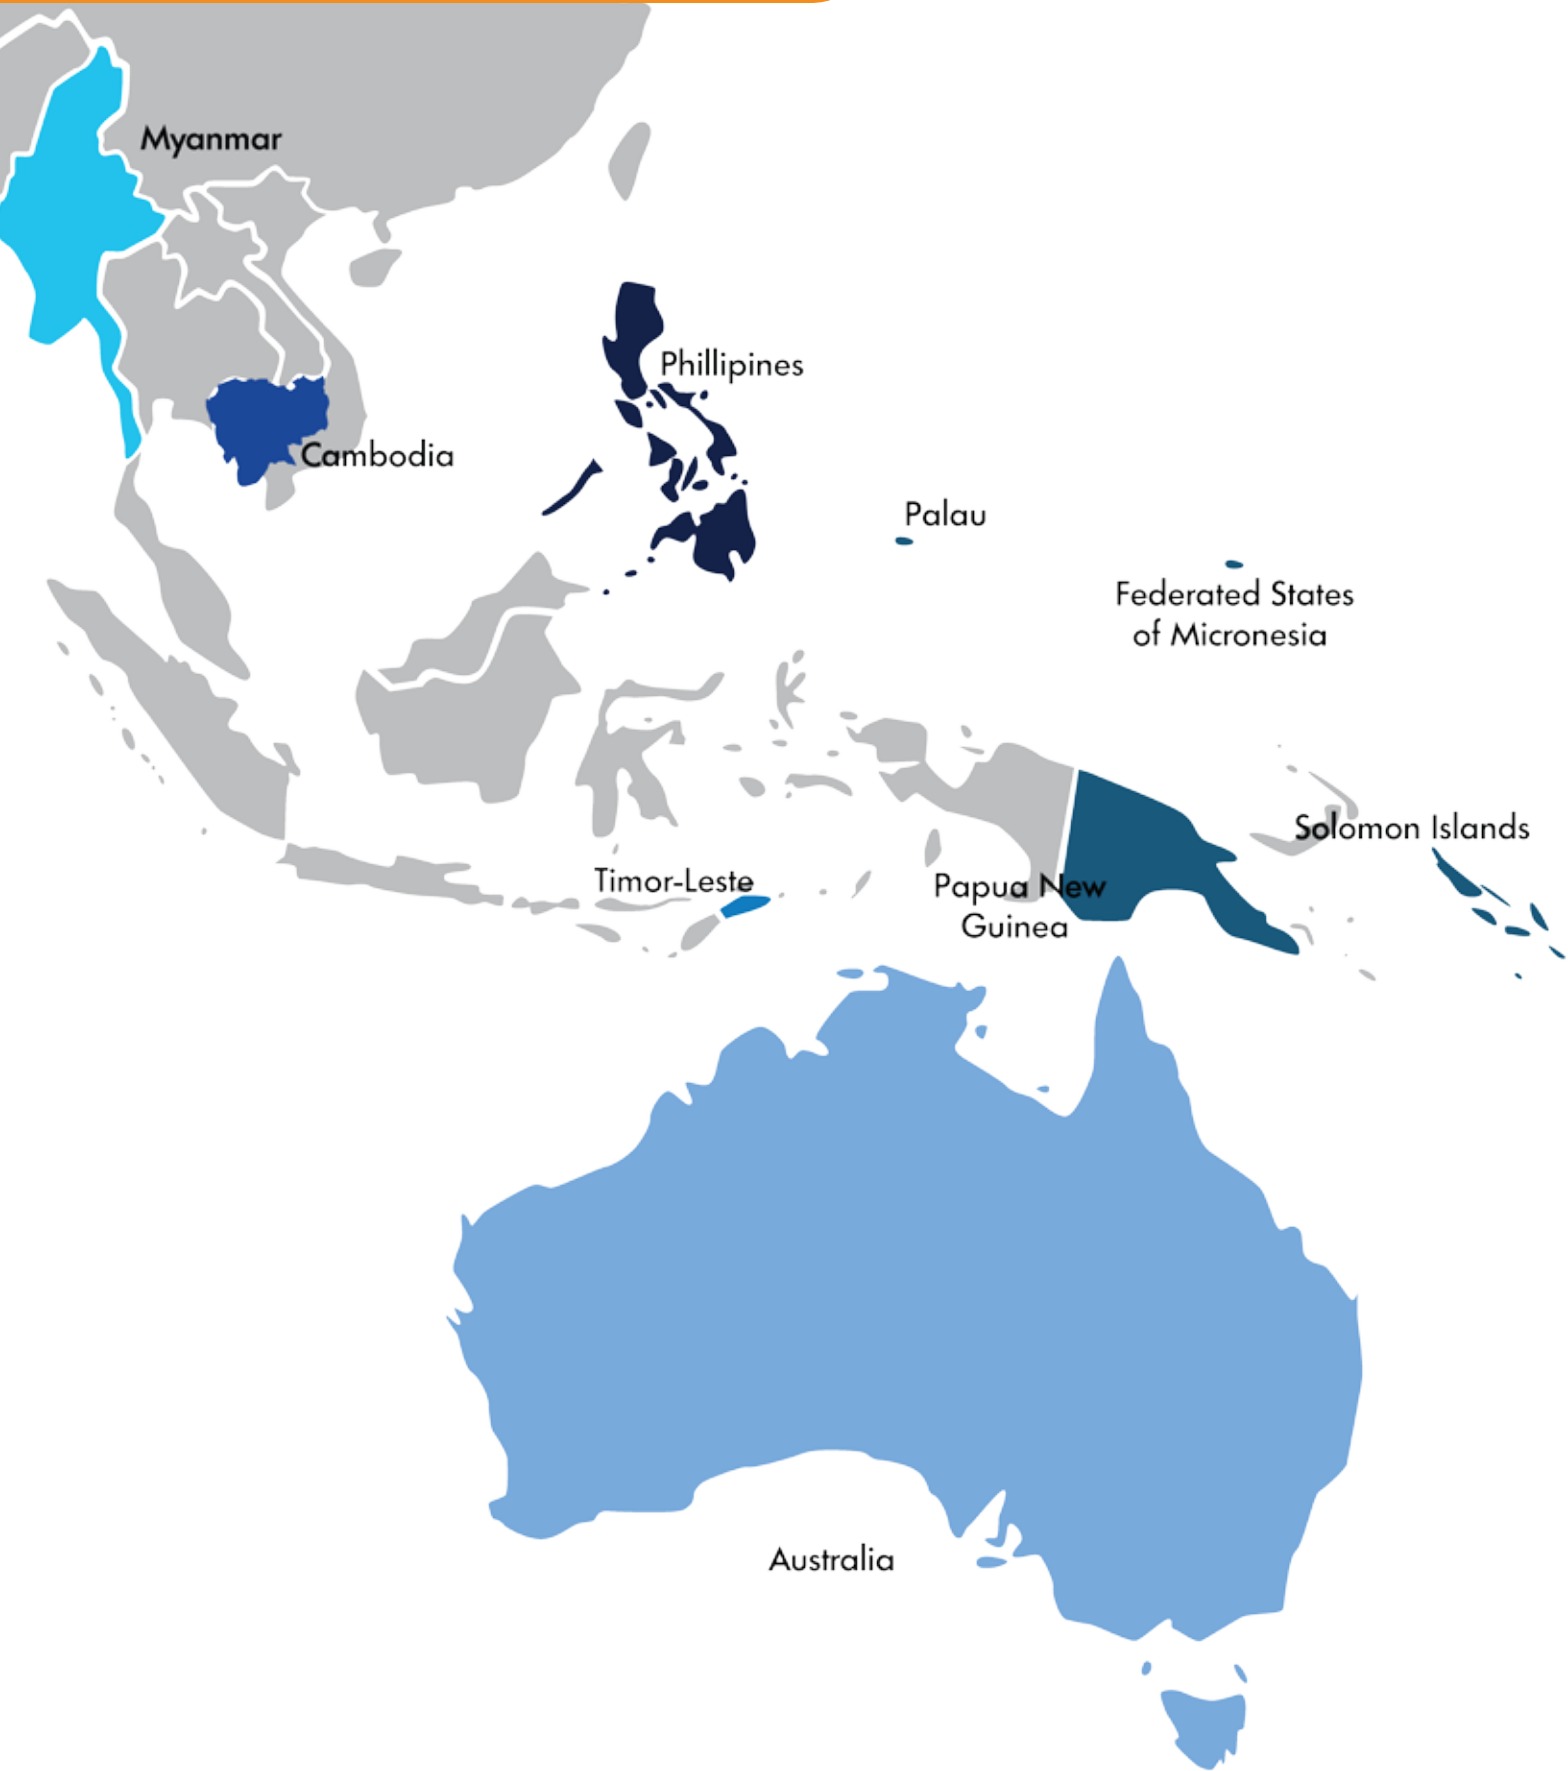 Myanmar
Phillipines
Cambodia
Palau
Federated States
of Micronesia
Solomon Islands
Timor-Leste
Papua New
Guinea
Australia